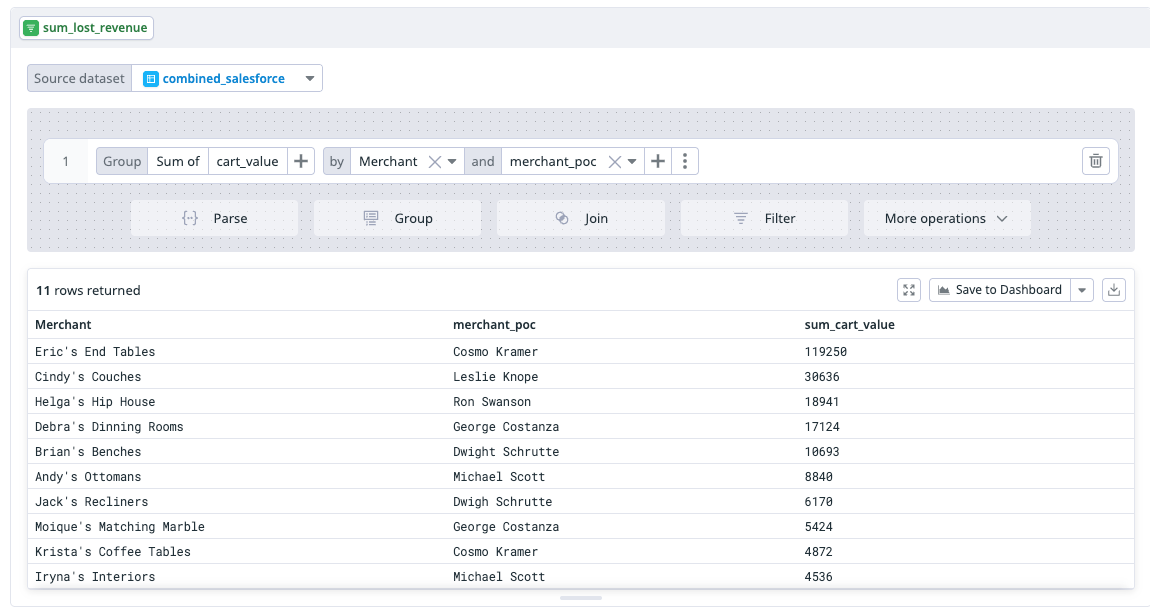 sum_lost_revenue
Source dataset combined_salesforce
1 Group Sum of cart_value by Merchant and merchant_poc
Parse Group Join Filter More operations
11 rows returned Save to Dashboard
Merchant merchant_poc sum_cart_value
Eric's End Tables Cosmo Kramer 119250
Cindy's Couches Leslie Knope 30636
Helga's Hip House Ron Swanson 18941
Debra's Dinning Rooms George Costanza 17124
Brian's Benches Dwight Schrutte 10693
Andy's Ottomans Michael Scott 8840
Jack's Recliners Dwigh Schrutte 6170
Moique's Matching Marble George Costanza 5424
Krista's Coffee Tables Cosmo Kramer 4872
Iryna's Interiors Michael Scott 4536